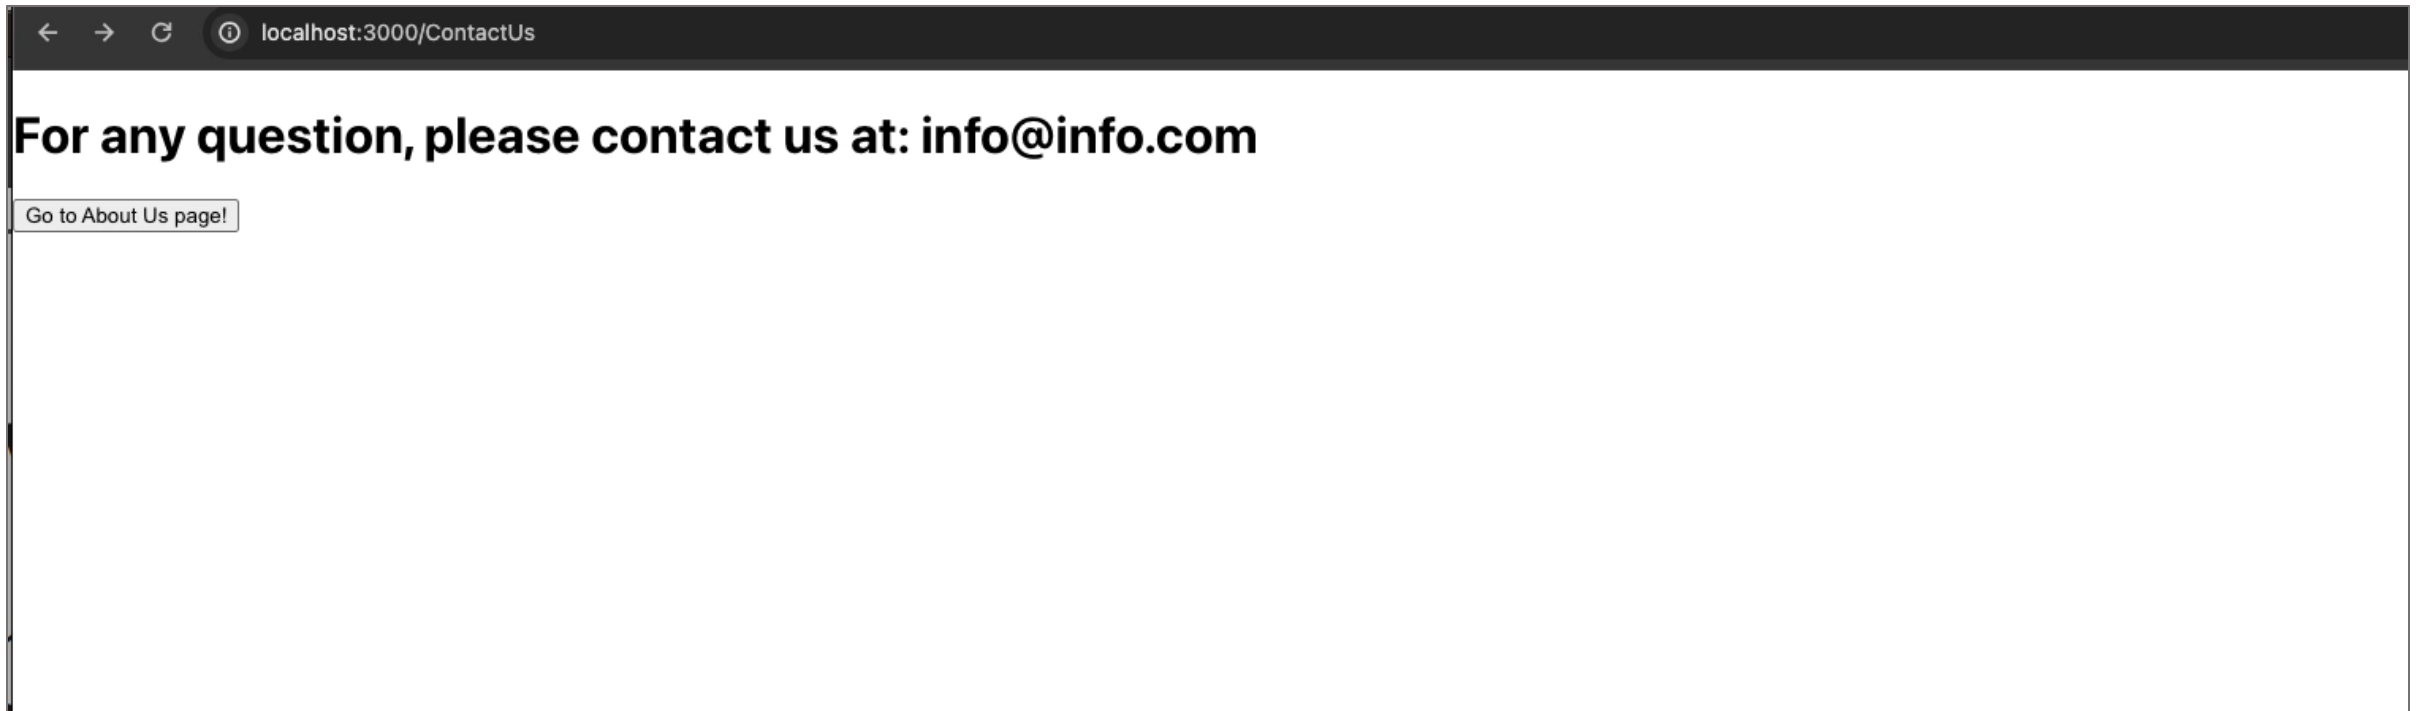 localhost:3000/ContactUs
For any question, please contact us at: info@info.com
Go to About Us page!